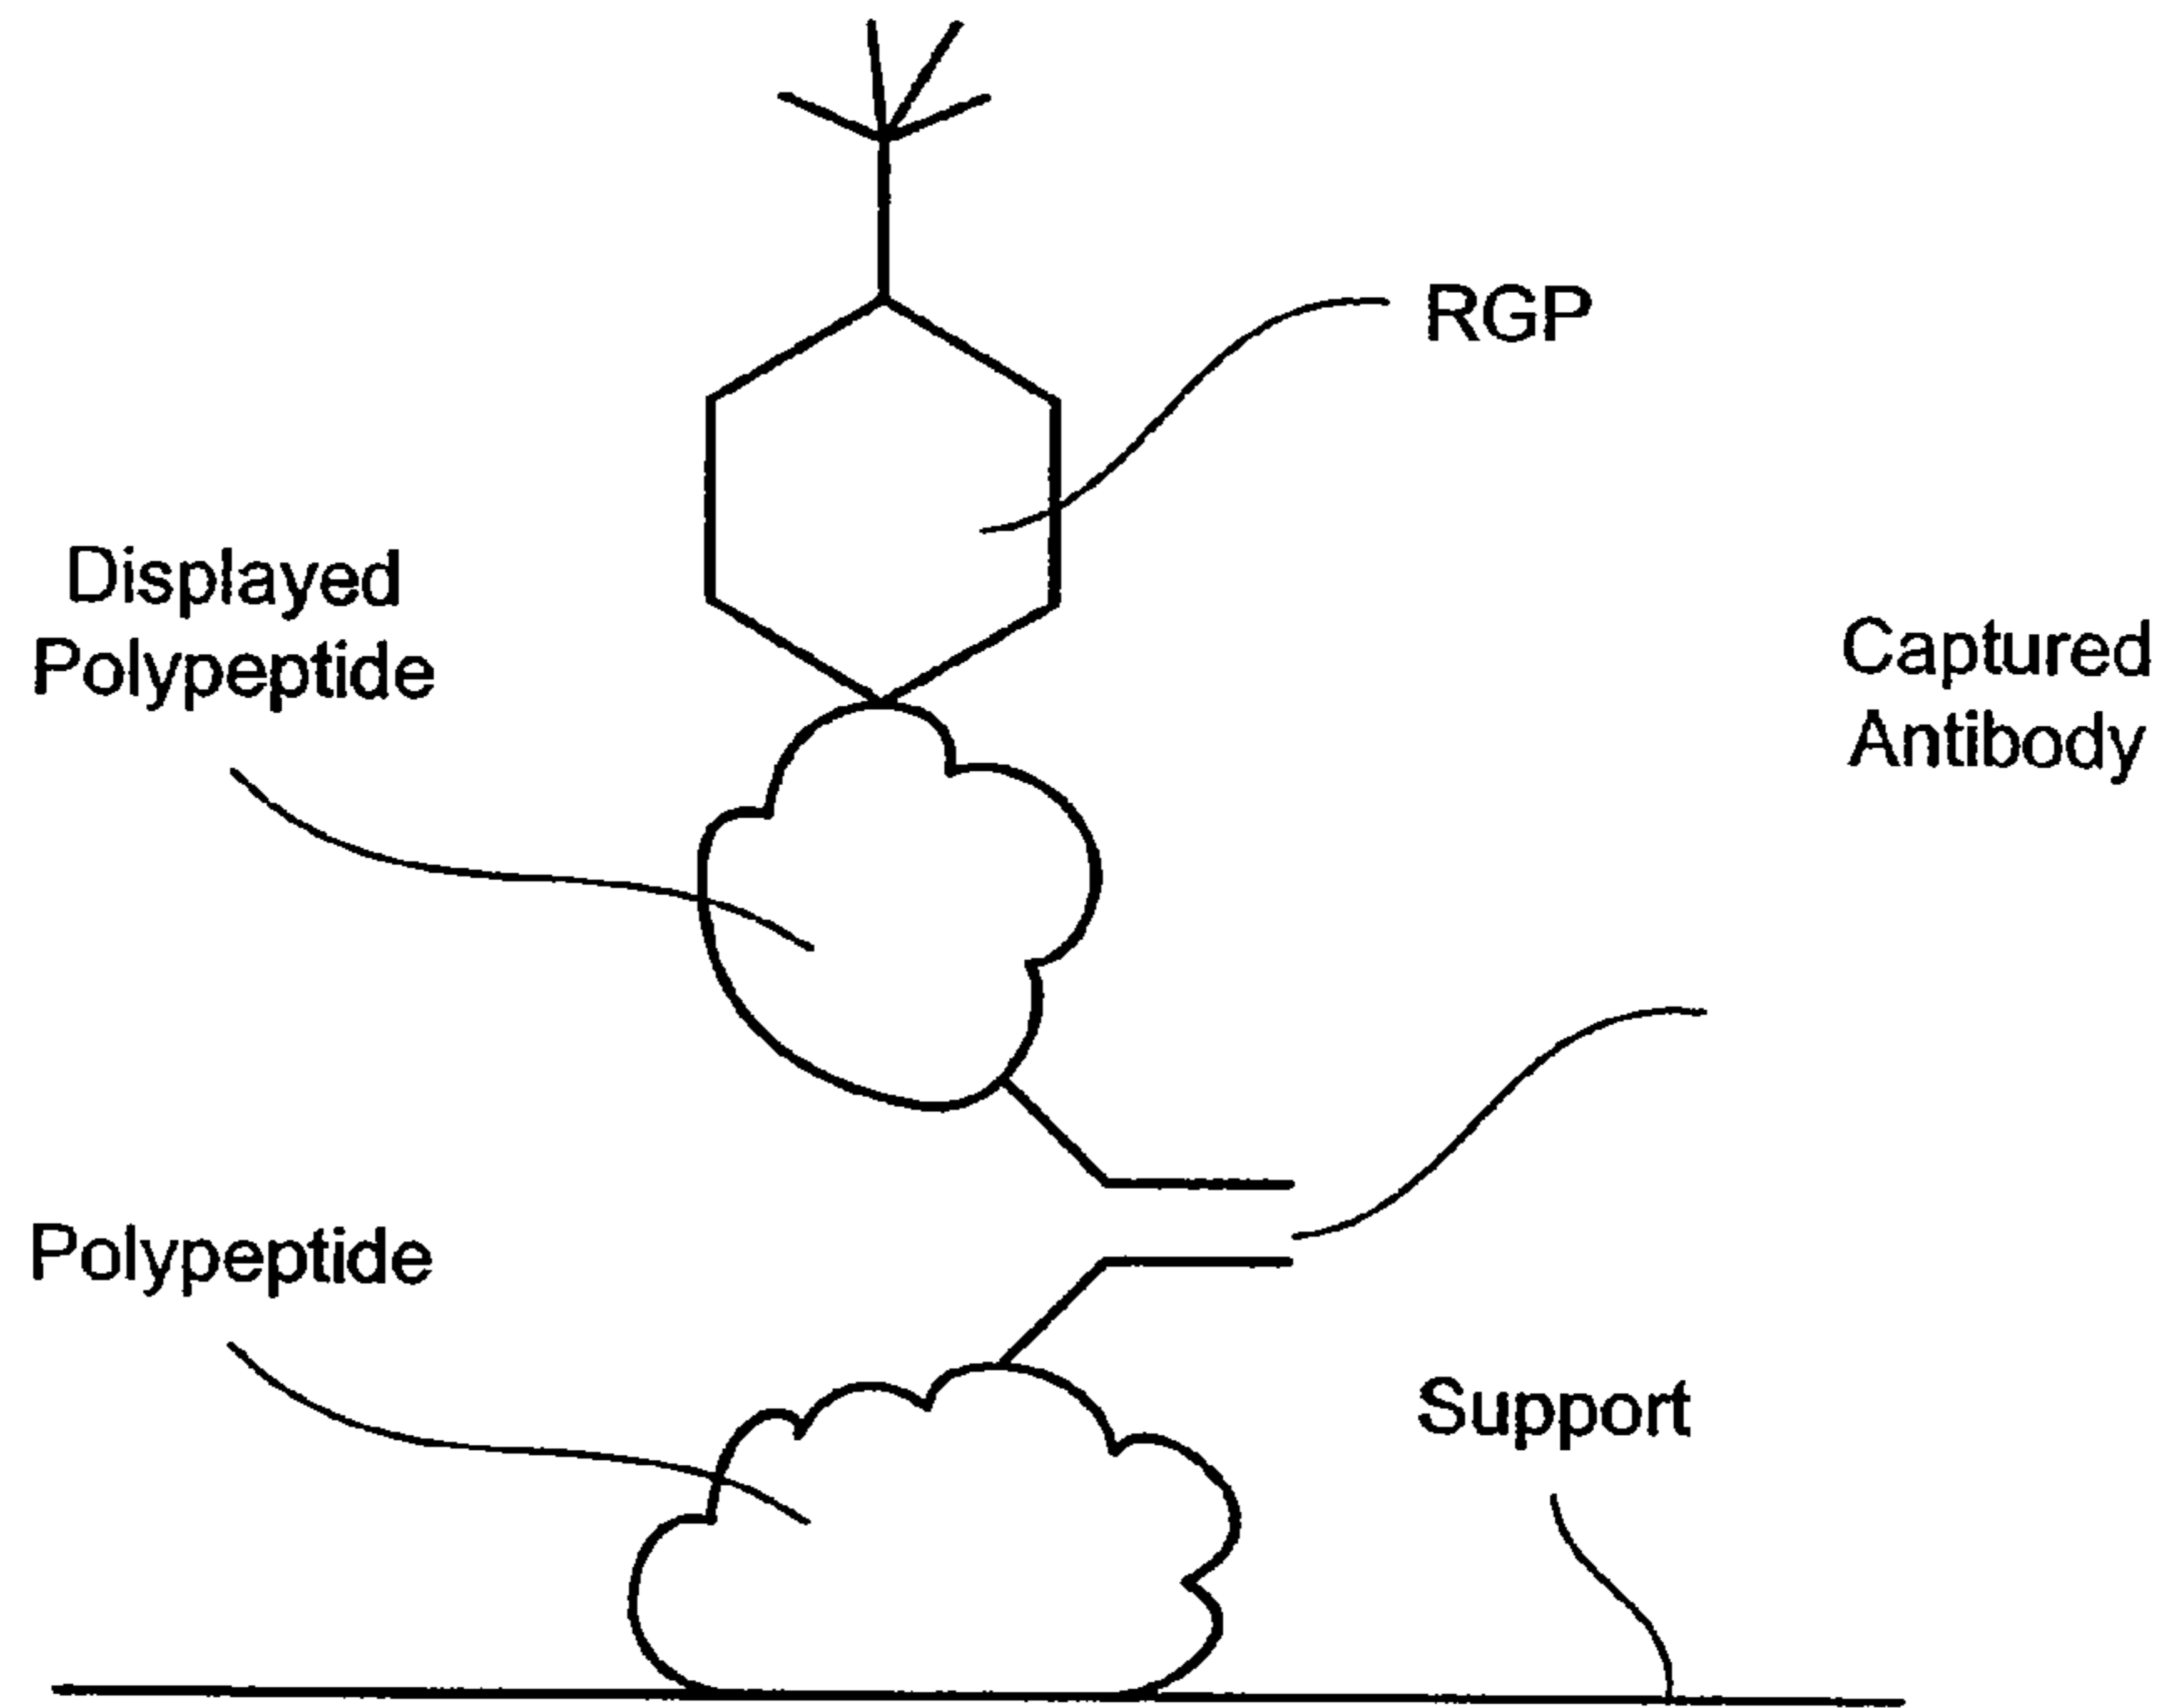 RGP
Displayed
Polypeptide
Captured
Antibody
Polypeptide
Support